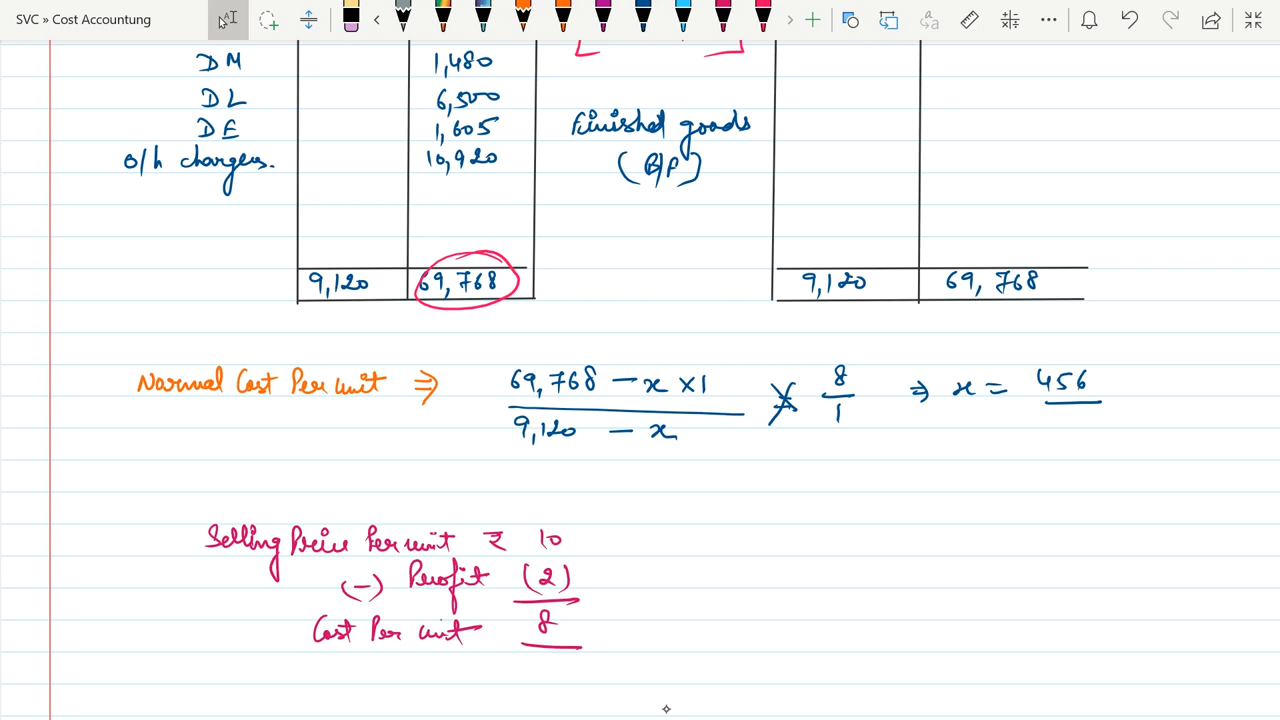 SVC » Cost Accountung
DM 1,480
DL 6,500
DE 1,605
o/h chargers. 10,920
Finished goods
(B/P)
9,120 69,768 9,120 69,768
Normal Cost Per unit ⇒ 69,768 - x × 1 8 ⇒ x = 456
9,120 - x 1
Selling Price Per unit ₹ 10
(-) Profit (2)
Cost Per unit 8